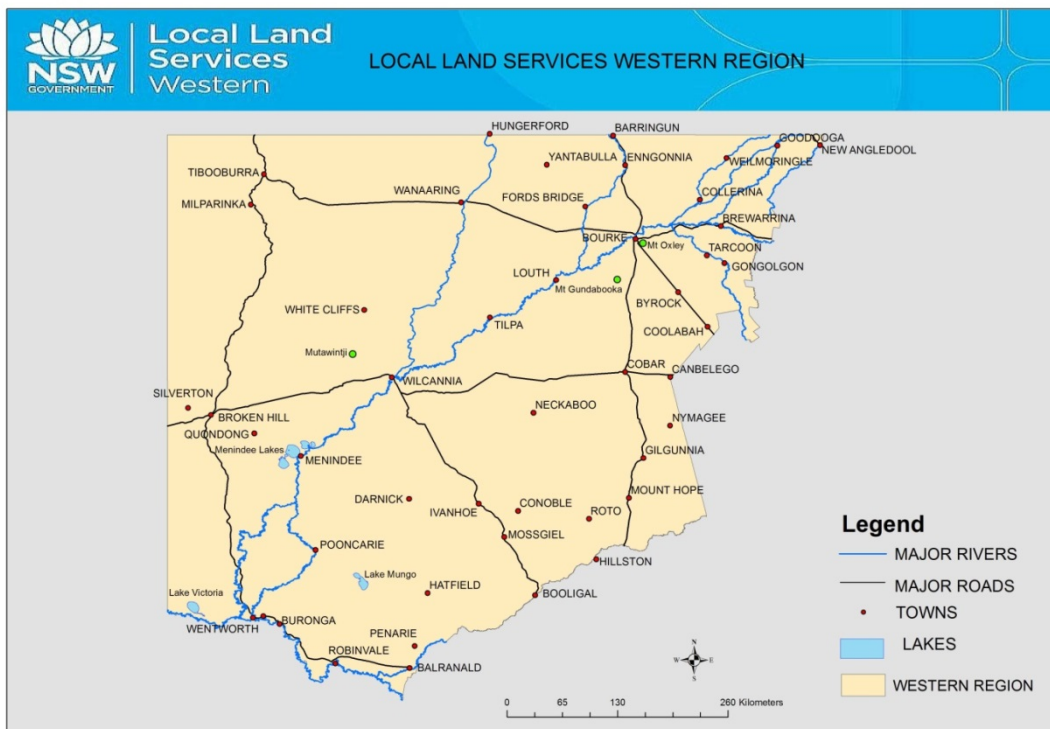 NSW
GOVERNMENT
Local Land
Services
Western
LOCAL LAND SERVICES WESTERN REGION
HUNGERFORD
BARRINGUN
GOODOOGA
NEW ANGLEDOOL
YANTABULLA
ENNGONNIA
WEILMORINGLE
TIBOOBURRA
WANAARING
FORDS BRIDGE
COLLERINA
MILPARINKA
BREWARRINA
BOURKE
Mt Oxley
TARCOON
GONGOLGON
LOUTH
Mt Gundabooka
BYROCK
WHITE CLIFFS
TILPA
COOLABAH
Mutawintji
WILCANNIA
COBAR
CANBELEGO
SILVERTON
BROKEN HILL
NECKABOO
NYMAGEE
QUONDONG
Menindee Lakes
MENINDEE
GILGUNNIA
DARNICK
IVANHOE
CONOBLE
ROTO
MOUNT HOPE
MOSSGIEL
POONCARIE
HILLSTON
Lake Mungo
Lake Victoria
HATFIELD
BOOLIGAL
WENTWORTH
BURONGA
PENARIE
ROBINVALE
BALRANALD
Legend
MAJOR RIVERS
MAJOR ROADS
TOWNS
LAKES
WESTERN REGION
N
W
E
S
0 65 130 260 Kilometers